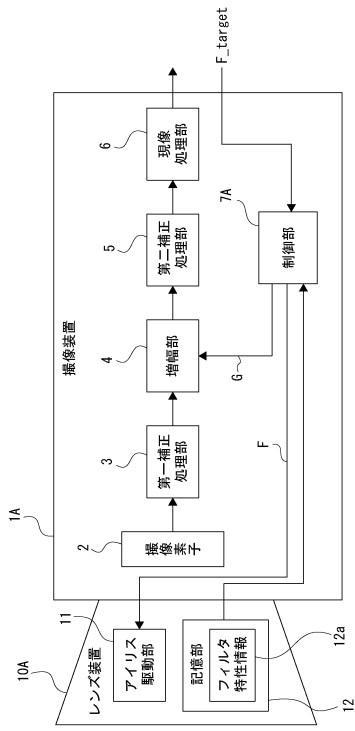 10A
レンズ装置
11
アイリス
駆動部
記憶部
フィルタ
特性情報
12a
12
1A
撮像装置
2
撮像素子
3
第一補正
処理部
4
増幅部
5
第二補正
処理部
6
現像
処理部
7A
制御部
G
F
F_target